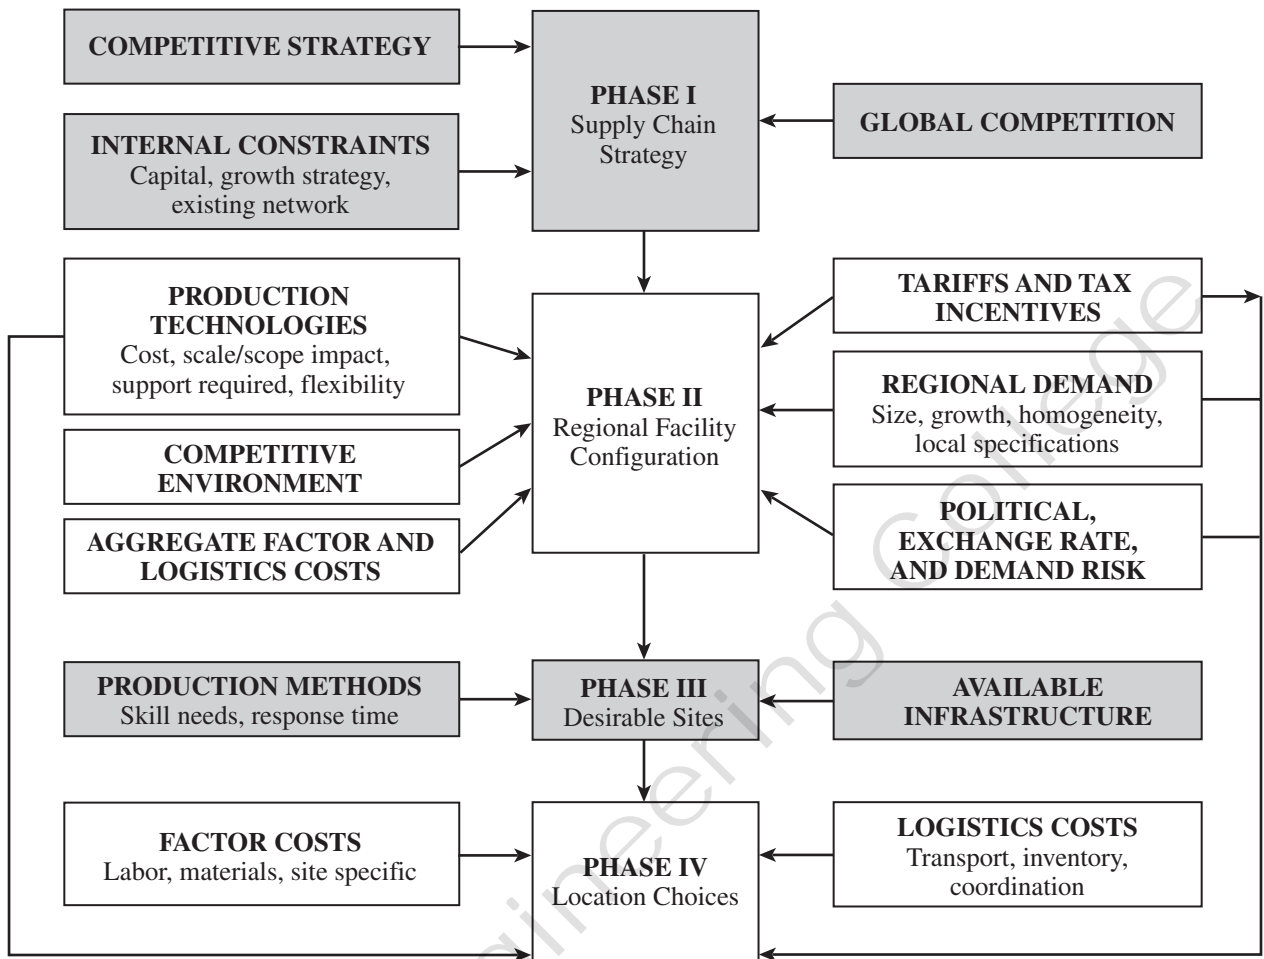 COMPETITIVE STRATEGY
INTERNAL CONSTRAINTS
Capital, growth strategy,
existing network
PHASE I
Supply Chain
Strategy
GLOBAL COMPETITION
PRODUCTION
TECHNOLOGIES
Cost, scale/scope impact,
support required, flexibility
COMPETITIVE
ENVIRONMENT
AGGREGATE FACTOR AND
LOGISTICS COSTS
PHASE II
Regional Facility
Configuration
TARIFFS AND TAX
INCENTIVES
REGIONAL DEMAND
Size, growth, homogeneity,
local specifications
POLITICAL,
EXCHANGE RATE,
AND DEMAND RISK
PRODUCTION METHODS
Skill needs, response time
PHASE III
Desirable Sites
AVAILABLE
INFRASTRUCTURE
FACTOR COSTS
Labor, materials, site specific
PHASE IV
Location Choices
LOGISTICS COSTS
Transport, inventory,
coordination
gineering College